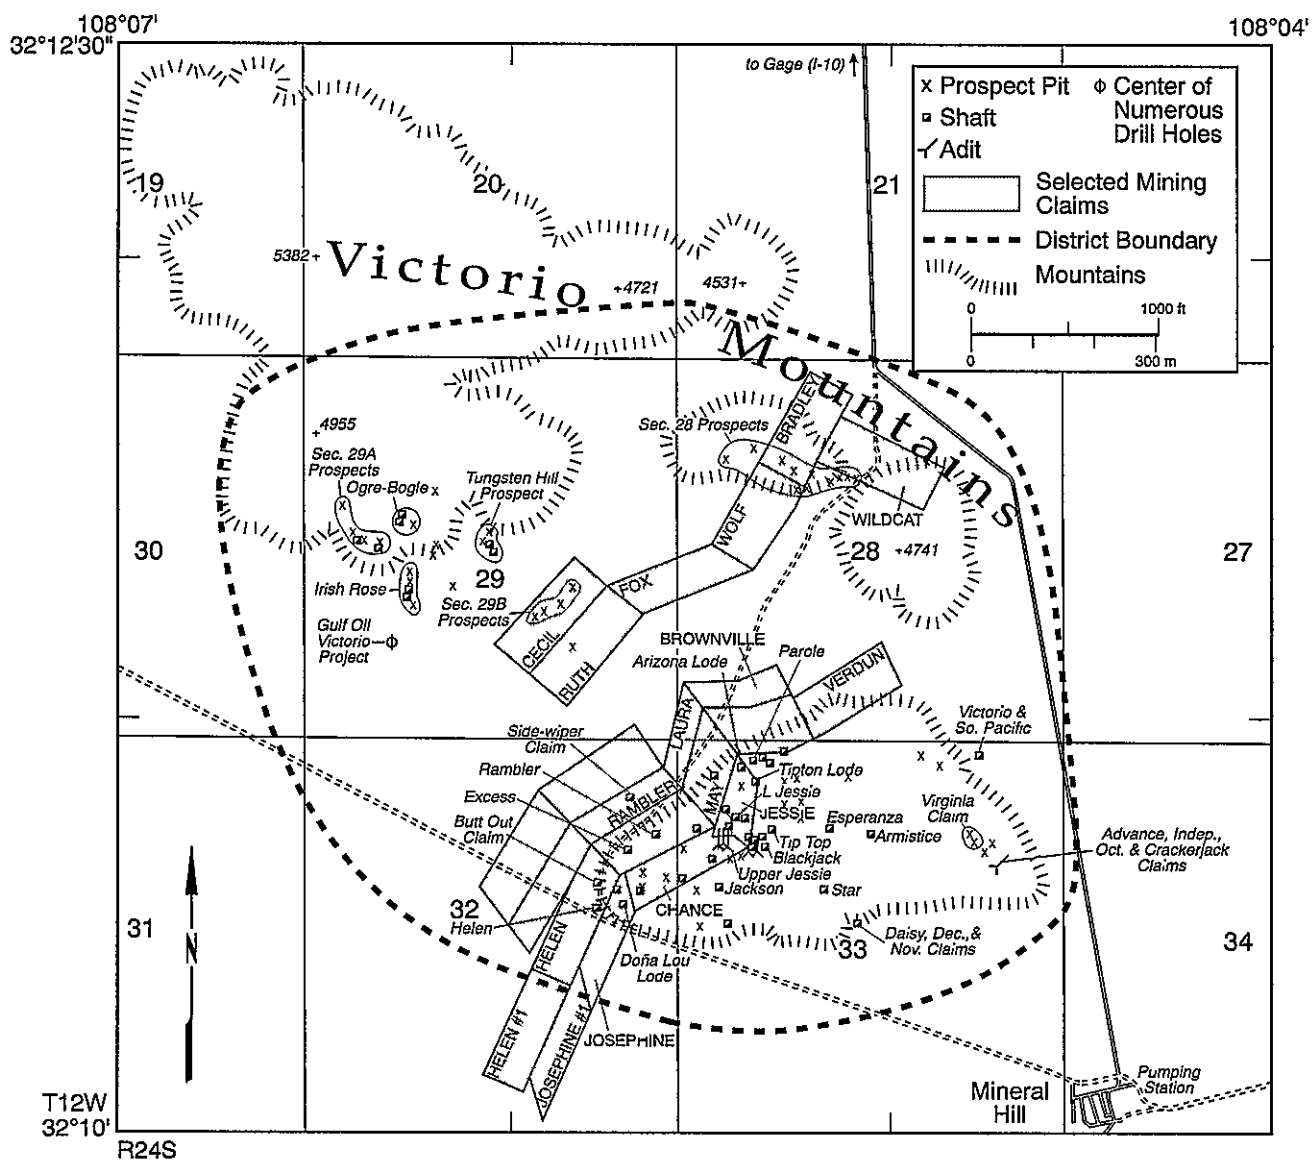 108°07'
108°04'
32°12'30"
to Gage (I-10)
x Prospect Pit
Center of
Numerous
Drill Holes
Shaft
Adit
Selected Mining
Claims
District Boundary
Mountains
0
1000 ft
0
300 m
19
20
21
5382+
Victorio
+4721
4531+
Mountains
+4955
Sec. 29A
Prospects
Ogre-Bogle
Tungsten Hill
Prospect
Sec. 28 Prospects
BRADLEY
WOLF
WILDCAT
30
29
28
+4741
27
Irish Rose
Sec. 29B
Prospects
FOX
Gulf Oil
Victorio
Project
CECIL
RUTH
BROWNVILLE
Arizona Lode
Parole
VERDUN
LAURA
Side-wiper
Claim
Victorio &
So. Pacific
Rambler
RAMBLER
MAY
Tipton Lode
L Jessie
JESSIE
Excess
Virginia
Claim
Butt Out
Claim
Esperanza
Armistice
Advance, Indep.,
Oct. & Crackerjack
Claims
Tip Top
Blackjack
Upper Jessie
Jackson
Star
32
Helen
CHANCE
31
33
34
Daisy, Dec., &
Nov. Claims
N
HELEN
Doña Lou
Lode
HELEN #1
JOSEPHINE #1
JOSEPHINE
Mineral
Hill
Pumping
Station
T12W
32°10'
R24S